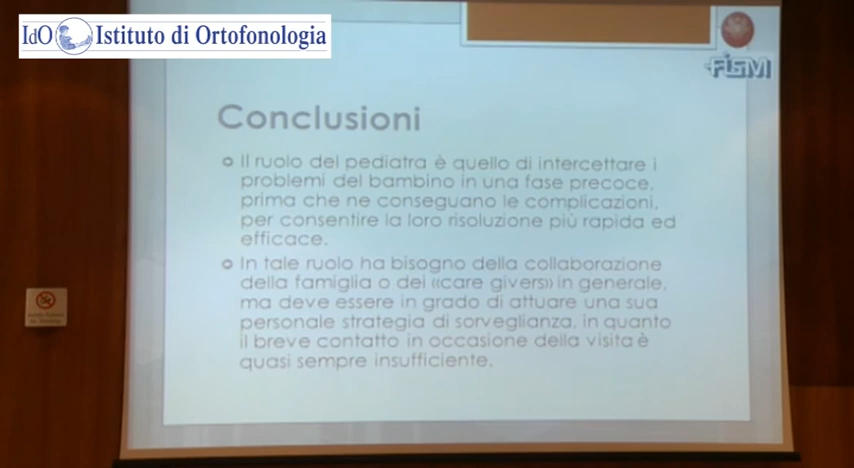 IdO Istituto di Ortofonologia
FISM
Conclusioni
Il ruolo del pediatra è quello di intercettare i
problemi del bambino in una fase precoce,
prima che ne conseguano le complicazioni,
per consentire la loro risoluzione più rapida ed
efficace.
In tale ruolo ha bisogno della collaborazione
della famiglia o dei «care givers» in generale,
ma deve essere in grado di attuare una sua
personale strategia di sorveglianza, in quanto
il breve contatto in occasione della visita è
quasi sempre insufficiente.